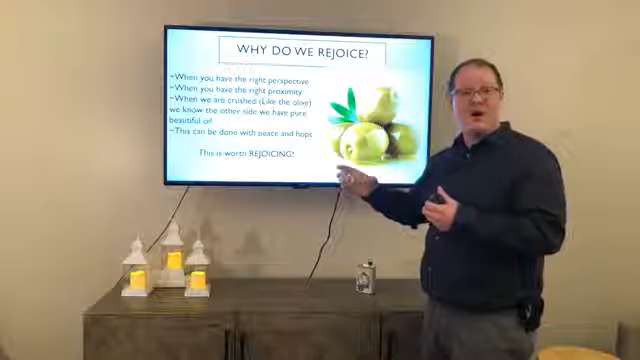 WHY DO WE REJOICE?
~When you have the right perspective
~When you have the right proximity
~When we are crushed (Like the olive)
we know the other side we have pure
beautiful oil
~This can be done with peace and hope
This is worth REJOICING!